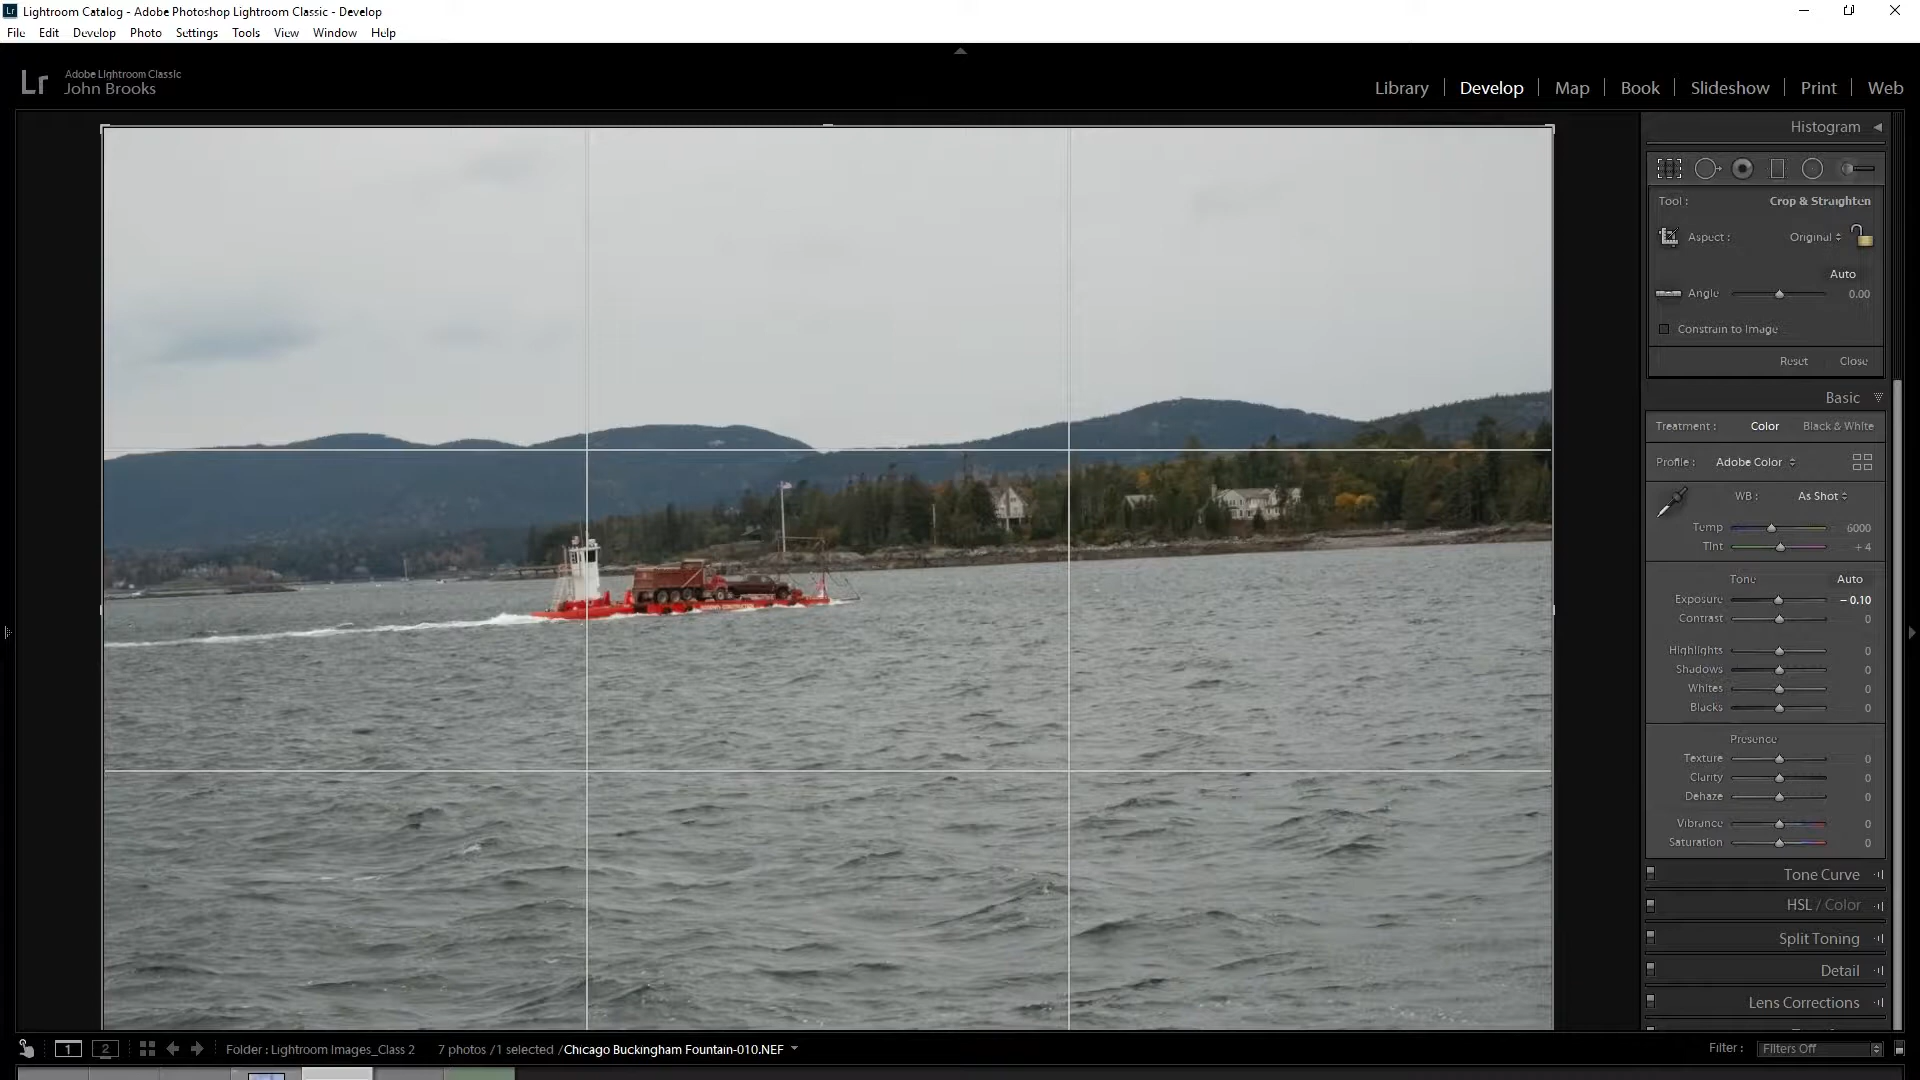 Lightroom Catalog - Adobe Photoshop Lightroom Classic - Develop
File Edit Develop Photo Settings Tools View Window Help
Lr Adobe Lightroom Classic
John Brooks
Library Develop Map Book Slideshow Print Web
Histogram
Tool : Crop & Straighten
Aspect : Original
Auto
Angle 0.00
Constrain to Image
Reset Close
Basic
Treatment : Color Black & White
Profile : Adobe Color
WB : As Shot
Temp 6000
Tint + 4
Tone Auto
Exposure – 0.10
Contrast 0
Highlights 0
Shadows 0
Whites 0
Blacks 0
Presence
Texture 0
Clarity 0
Dehaze 0
Vibrance 0
Saturation 0
Tone Curve
HSL / Color
Split Toning
Detail
Lens Corrections
1 2 Folder : Lightroom Images_Class 2 7 photos /1 selected /Chicago Buckingham Fountain-010.NEF Filter : Filters Off